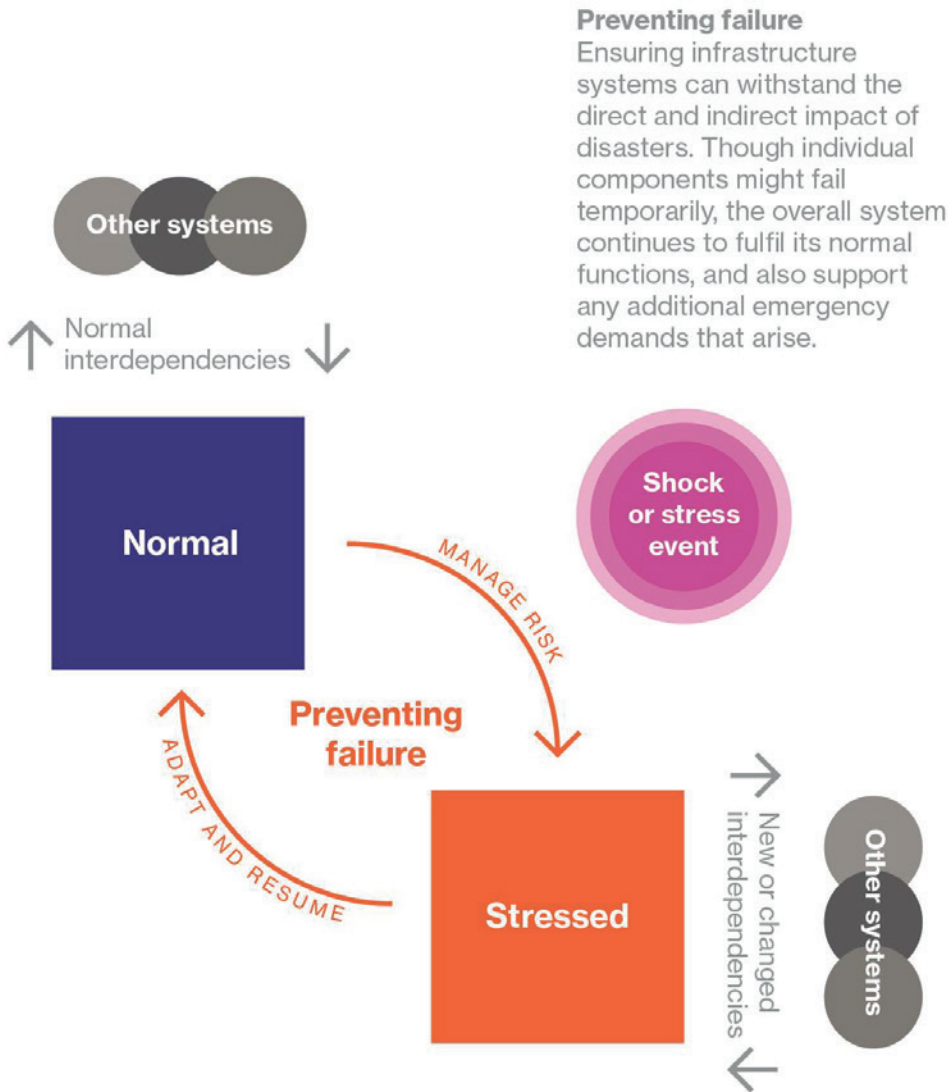 Preventing failure
Ensuring infrastructure
systems can withstand the
direct and indirect impact of
disasters. Though individual
components might fail
temporarily, the overall system
continues to fulfil its normal
functions, and also support
any additional emergency
demands that arise.
Other systems
Normal
interdependencies
Normal
Shock
or stress
event
MANAGE RISK
Preventing
failure
ADAPT AND RESUME
Stressed
New or changed
interdependencies
Other systems